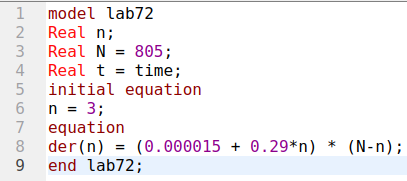 1 model lab72
2 Real n;
3 Real N = 805;
4 Real t = time;
5 initial equation
6 n = 3;
7 equation
8 der(n) = (0.000015 + 0.29*n) * (N-n);
9 end lab72;